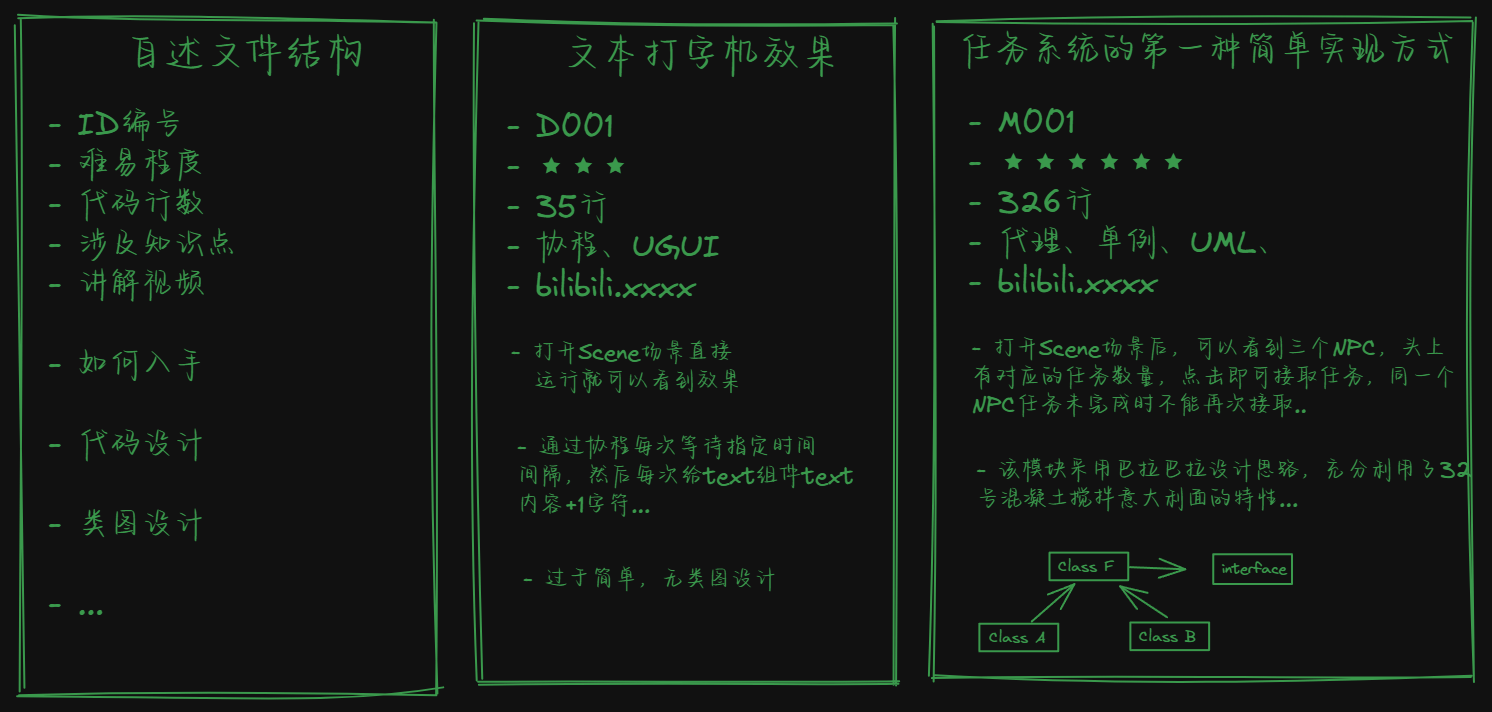 自述文件结构
- ID编号
- 难易程度
- 代码行数
- 涉及知识点
- 讲解视频
- 如何入手
- 代码设计
- 类图设计
- ...
文本打字机效果
- D001
- ★ ★ ★
- 35行
- 协程、UGUI
- bilibili.xxxx
- 打开Scene场景直接
运行就可以看到效果
- 通过协程每次等待指定时间
间隔，然后每次给text组件text
内容+1字符...
- 过于简单，无类图设计
任务系统的第一种简单实现方式
- M001
- ★ ★ ★ ★ ★ ★
- 326行
- 代理、单例、UML、
- bilibili.xxxx
- 打开Scene场景后，可以看到三个NPC，头上
有对应的任务数量，点击即可接取任务，同一个
NPC任务未完成时不能再次接取..
- 该模块采用巴拉巴拉设计思路，充分利用了32
号混凝土搅拌意大利面的特性...
Class F
interface
Class A
Class B